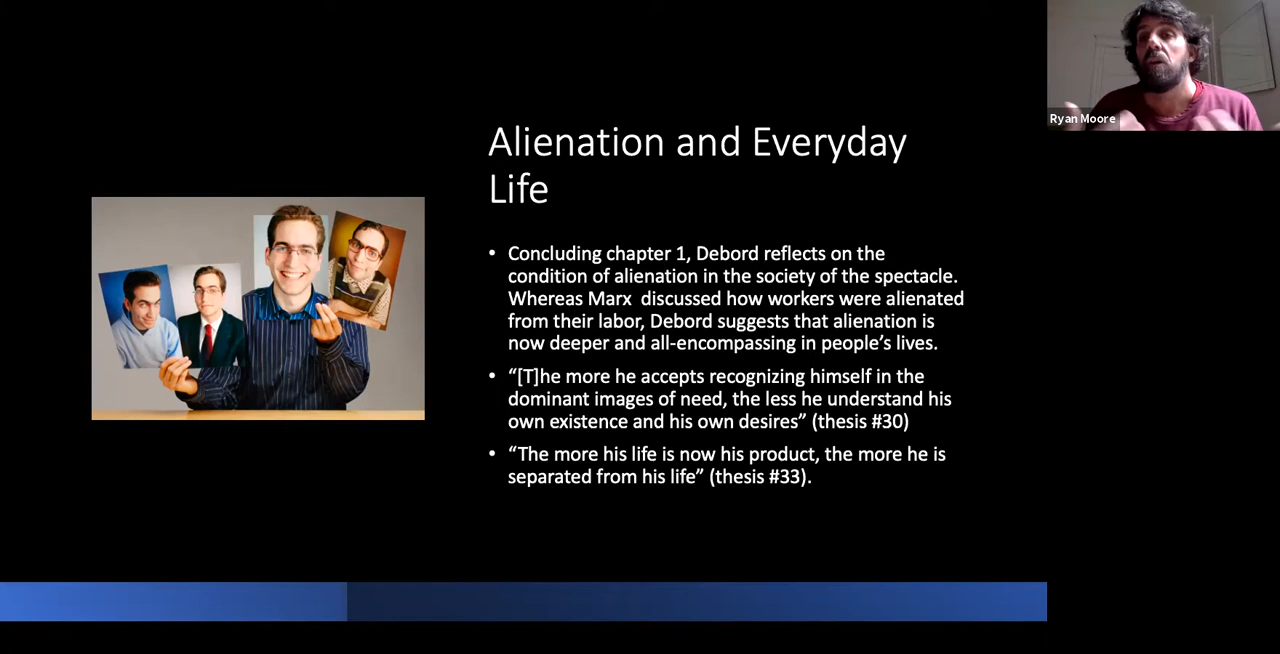 Ryan Moore
Alienation and Everyday
Life
• Concluding chapter 1, Debord reflects on the
condition of alienation in the society of the spectacle.
Whereas Marx  discussed how workers were alienated
from their labor, Debord suggests that alienation is
now deeper and all-encompassing in people’s lives.
• “[T]he more he accepts recognizing himself in the
dominant images of need, the less he understand his
own existence and his own desires” (thesis #30)
• “The more his life is now his product, the more he is
separated from his life” (thesis #33).